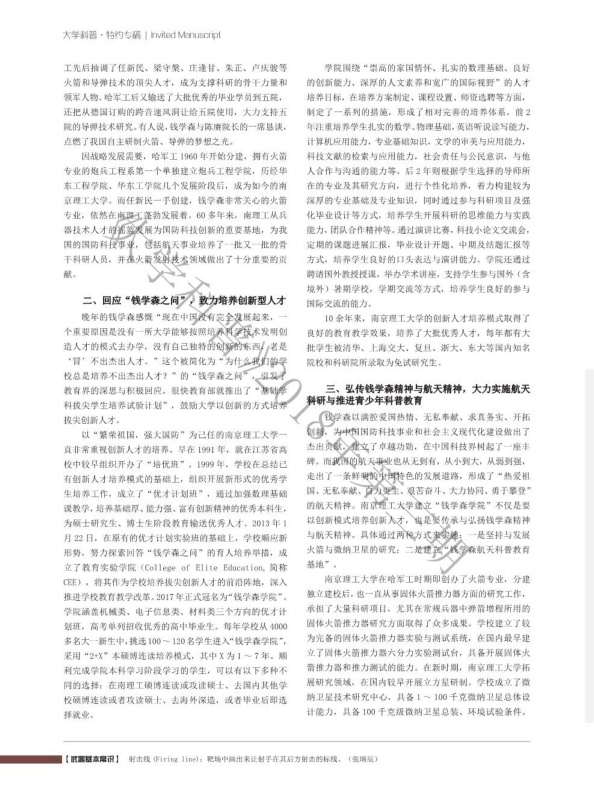 大学科普·特约专稿 | Invited Manuscript
工先后抽调了任新民、梁守槃、庄逢甘、朱正、卢庆骏等
火箭和导弹技术的顶尖人才，成为支撑科研的骨干力量和
领军人物。哈军工后又输送了大批优秀的毕业学员到五院，
还把从德国订购的跨音速风洞让给五院使用，大力支持五
院的导弹技术研究。有人说，钱学森与陈赓院长的一席恳谈，
点燃了我国自主研制火箭、导弹的梦想之光。
因战略发展需要，哈军工 1960 年开始分建，拥有火箭
专业的炮兵工程系第一个单独建立炮兵工程学院，历经华
东工程学院、华东工学院几个发展阶段后，成为如今的南
京理工大学。而任新民一手创建，钱学森非常关心的火箭
专业，依然在南理工蓬勃发展着。60 多年来，南理工从兵
器技术人才的摇篮发展为国防科技创新的重要基地，为我
国的国防科技事业，包括航天事业培养了一批又一批的骨
干科研人员，并在火箭发射技术领域做出了十分重要的贡
献。
二、回应“钱学森之问”，致力培养创新型人才
晚年的钱学森感慨“现在中国没有完全发展起来，一
个重要原因是没有一所大学能够按照培养科学技术发明创
造人才的模式去办学，没有自己独特的创新的东西，老是
‘冒’不出杰出人才。”这个被简化为“为什么我们的学
校总是培养不出杰出人才？”的“钱学森之问”，引发了
教育界的深思与积极回应，很快教育部就推出了“基础学
科拔尖学生培养试验计划”，鼓励大学以创新的方式培养
拔尖创新人才。
以“繁荣祖国，强大国防”为己任的南京理工大学一
直非常重视创新人才的培养。早在 1991 年，就在江苏省高
校中较早组织开办了“培优班”。1999 年，学校在总结已
有创新人才培养模式的基础上，组织开展新形式的优秀学
生培养工作，成立了“优才计划班”，通过加强数理基础
课教学，培养基础厚、能力强、富有创新精神的优秀本科生，
为硕士研究生、博士生阶段教育输送优秀人才。2013 年 1
月 22 日，在原有的优才计划实验班的基础上，学校顺应新
形势，努力探索回答“钱学森之问”的育人培养举措，成
立了教育实验学院（College of Elite Education,简称
CEE），将其作为学校培养拔尖创新人才的前沿阵地，深入
推进学校教育教学改革。2017 年正式冠名为“钱学森学院”。
学院涵盖机械类、电子信息类、材料类三个方向的优才计
划班，高考单列招收优秀的高中毕业生。每年学校从 4000
多名大一新生中，挑选 100 ～ 120 名学生进入“钱学森学院”，
采用“2+X”本硕博连读培养模式，其中 X 为 1 ～ 7 年，顺
利完成学院本科学习阶段学习的学生，可以有以下多种不
同的选择：在南理工硕博连读或攻读硕士、去国内其他学
校硕博连读或者攻读硕士、去海外深造，或者毕业后即选
择就业。
学院围绕“崇高的家国情怀、扎实的数理基础、良好
的创新能力、深厚的人文素养和宽广的国际视野”的人才
培养目标，在培养方案制定、课程设置、师资选聘等方面，
制定了一系列的措施，形成了相对完善的培养体系。前 2
年注重培养学生扎实的数学、物理基础，英语听说读写能力，
计算机应用能力，专业基础知识，文学的审美与应用能力，
科技文献的检索与应用能力，社会责任与公民意识，与他
人合作与沟通的能力等。后 2 年则根据学生选择的导师所
在的专业及其研究方向，进行个性化培养，着力构建较为
深厚的专业基础及专业知识，同时通过参与科研项目及强
化毕业设计等方式，培养学生开展科研的思维能力与实践
能力，团队合作精神等。通过演讲比赛，科技小论文交流会，
定期的课题进展汇报，毕业设计开题、中期及结题汇报等
方式，培养学生良好的口头表达与演讲能力。学院还通过
聘请国外教授授课，举办学术讲座，支持学生参与国外（含
境外）暑期学校，学期交流等方式，培养学生良好的参与
国际交流的能力。
10 余年来，南京理工大学的创新人才培养模式取得了
良好的教育教学效果，培养了大批优秀人才，每年都有大
批学生被清华、上海交大、复旦、浙大、东大等国内知名
院校和科研院所录取为免试研究生。
三、弘传钱学森精神与航天精神，大力实施航天
科研与推进青少年科普教育
钱学森以满腔爱国热情、无私奉献、求真务实、开拓
创新，为中国国防科技事业和社会主义现代化建设做出了
杰出贡献，建立了卓越功勋，在中国科技界树起了一座丰
碑。而我国的航天事业也从无到有，从小到大，从弱到强，
走出了一条鲜明的中国特色的发展道路，形成了“热爱祖
国、无私奉献、自力更生、艰苦奋斗、大力协同、勇于攀登”
的航天精神。南京理工大学建立“钱学森学院”不仅是要
以创新模式培养创新人才，也是要传承与弘扬钱学森精神
与航天精神。具体通过两种方式来实施：一是坚持与发展
火箭与微纳卫星的研究；二是建立“钱学森航天科普教育
基地”。
南京理工大学在哈军工时期即创办了火箭专业，分建
独立建校后，也一直从事固体火箭推力器方面的研究工作，
承担了大量科研项目，尤其在常规兵器中弹箭增程所用的
固体火箭推力器研究方面取得了众多成果。学校建立了较
为完备的固体火箭推力器实验与测试系统，在国内最早建
立了固体火箭推力器六分力实验测试台，具备开展固体火
箭推力器和推力测试的能力。在新时期，南京理工大学拓
展研究领域，在国内较早开展立方星研制。学校成立了微
纳卫星技术研究中心，具备 1 ～ 100 千克微纳卫星总体设
计能力，具备 100 千克级微纳卫星总装、环境试验条件。
大学科普 2018年第二期
【武器基本常识】 射击线（Firing line）：靶场中画出来让射手在其后方射击的标线。（张纲辰）